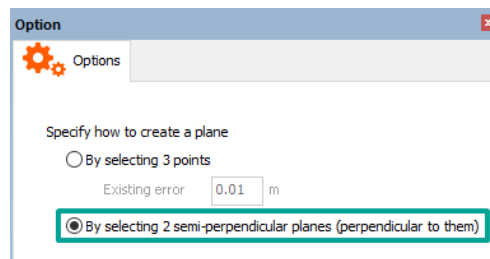 Option
Options
Specify how to create a plane
By selecting 3 points
Existing error 0.01 m
By selecting 2 semi-perpendicular planes (perpendicular to them)